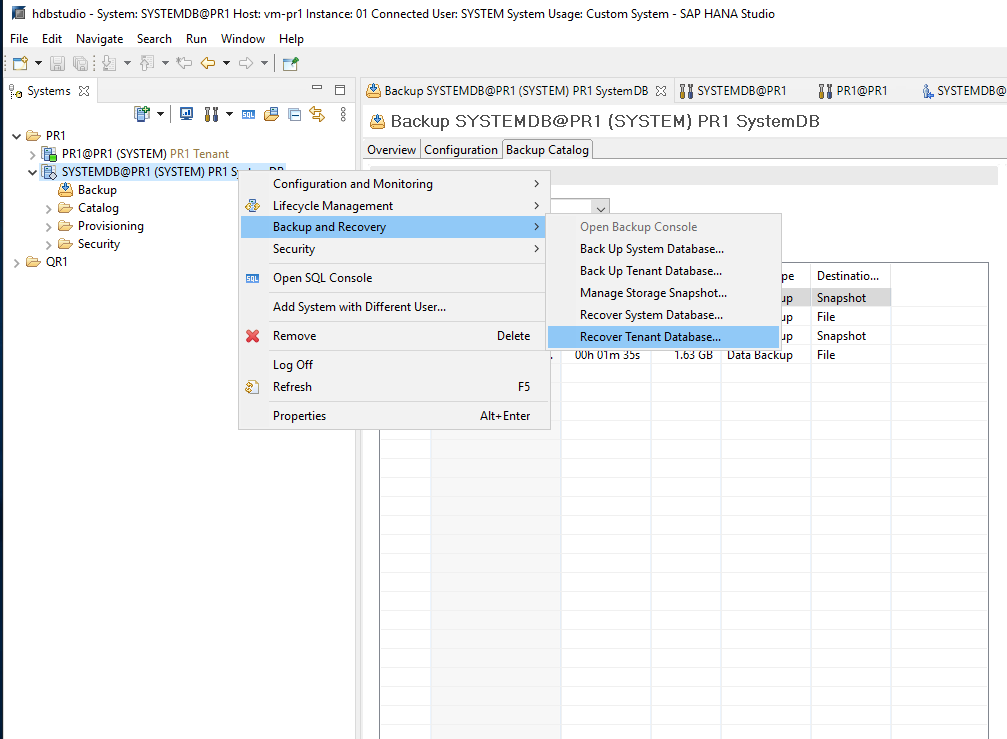 hdbstudio - System: SYSTEMDB@PR1 Host: vm-pr1 Instance: 01 Connected User: SYSTEM System Usage: Custom System - SAP HANA Studio
File Edit Navigate Search Run Window Help
Systems
PR1
PR1@PR1 (SYSTEM) PR1 Tenant
SYSTEMDB@PR1 (SYSTEM) PR1 SystemDB
Backup
Catalog
Provisioning
Security
QR1
Backup SYSTEMDB@PR1 (SYSTEM) PR1 SystemDB
SYSTEMDB@PR1
PR1@PR1
SYSTEMDB@
Backup SYSTEMDB@PR1 (SYSTEM) PR1 SystemDB
Overview Configuration Backup Catalog
Configuration and Monitoring
Lifecycle Management
Backup and Recovery
Security
SQL Open SQL Console
Add System with Different User...
Remove Delete
Log Off
Refresh F5
Properties Alt+Enter
Open Backup Console
Back Up System Database...
Back Up Tenant Database...
Manage Storage Snapshot...
Recover System Database...
Recover Tenant Database...
pe Destinatio...
up Snapshot
up File
up Snapshot
00h 01m 35s 1.63 GB Data Backup File